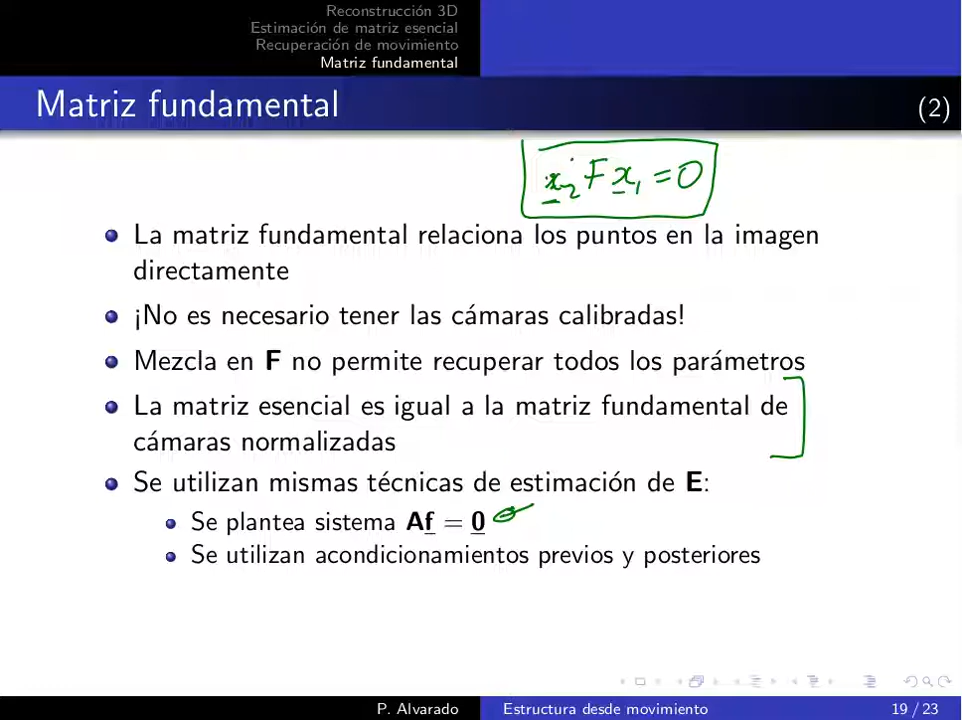 Reconstrucción 3D
Estimación de matriz esencial
Recuperación de movimiento
Matriz fundamental
Matriz fundamental (2)
x₂ F x₁ = 0
La matriz fundamental relaciona los puntos en la imagen
directamente
¡No es necesario tener las cámaras calibradas!
Mezcla en F no permite recuperar todos los parámetros
La matriz esencial es igual a la matriz fundamental de
cámaras normalizadas
Se utilizan mismas técnicas de estimación de E:
Se plantea sistema Af = 0
Se utilizan acondicionamientos previos y posteriores
P. Alvarado Estructura desde movimiento 19 / 23